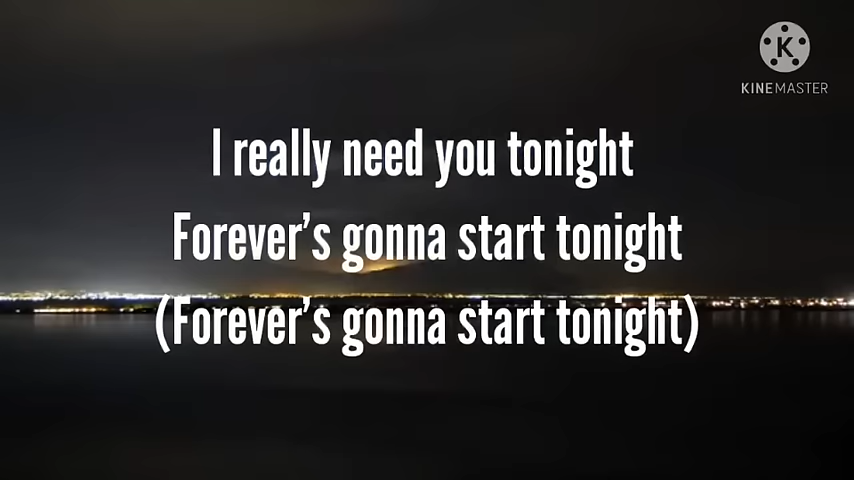 K
KINEMASTER
I really need you tonight
Forever's gonna start tonight
(Forever's gonna start tonight)